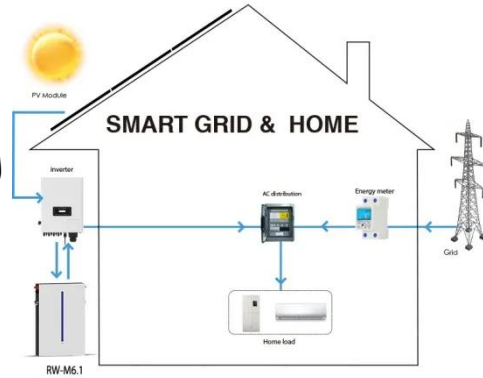 PV Module
SMART GRID & HOME
Inverter
AC distribution
Energy meter
Grid
Home load
RW-M6.1